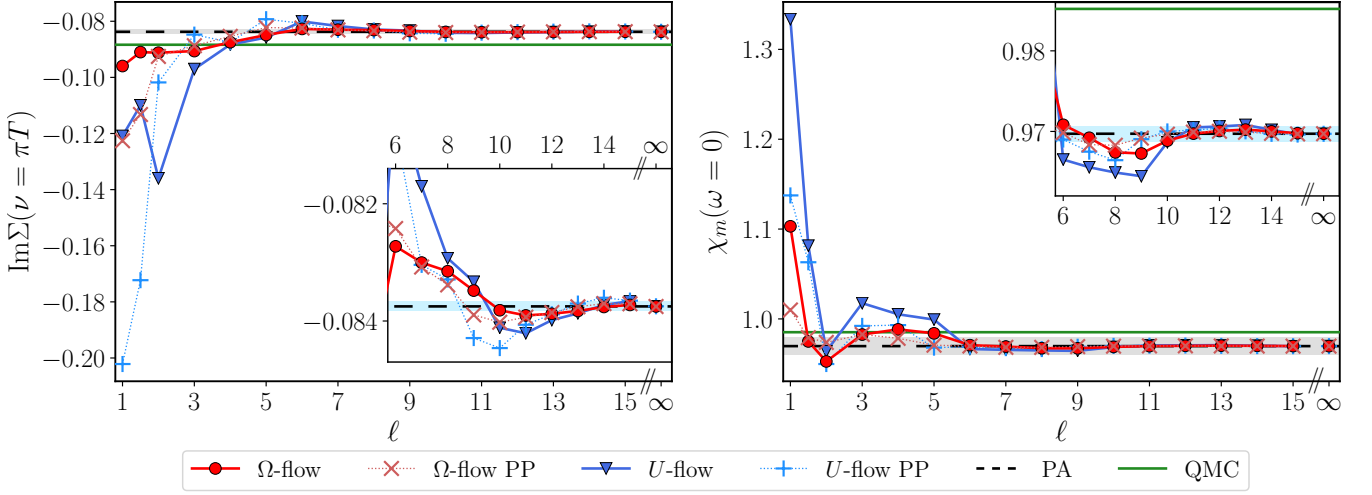 ImΣ(ν = πT)
−0.08
−0.10
−0.12
−0.14
−0.16
−0.18
−0.20
1 3 5 7 9 11 13 15 ∞
ℓ
6 8 10 12 14 ∞
−0.082
−0.084
χm(ω = 0)
1.3
1.2
1.1
1.0
1 3 5 7 9 11 13 15 ∞
ℓ
0.98
0.97
6 8 10 12 14 ∞
Ω-flow Ω-flow PP U-flow U-flow PP PA QMC